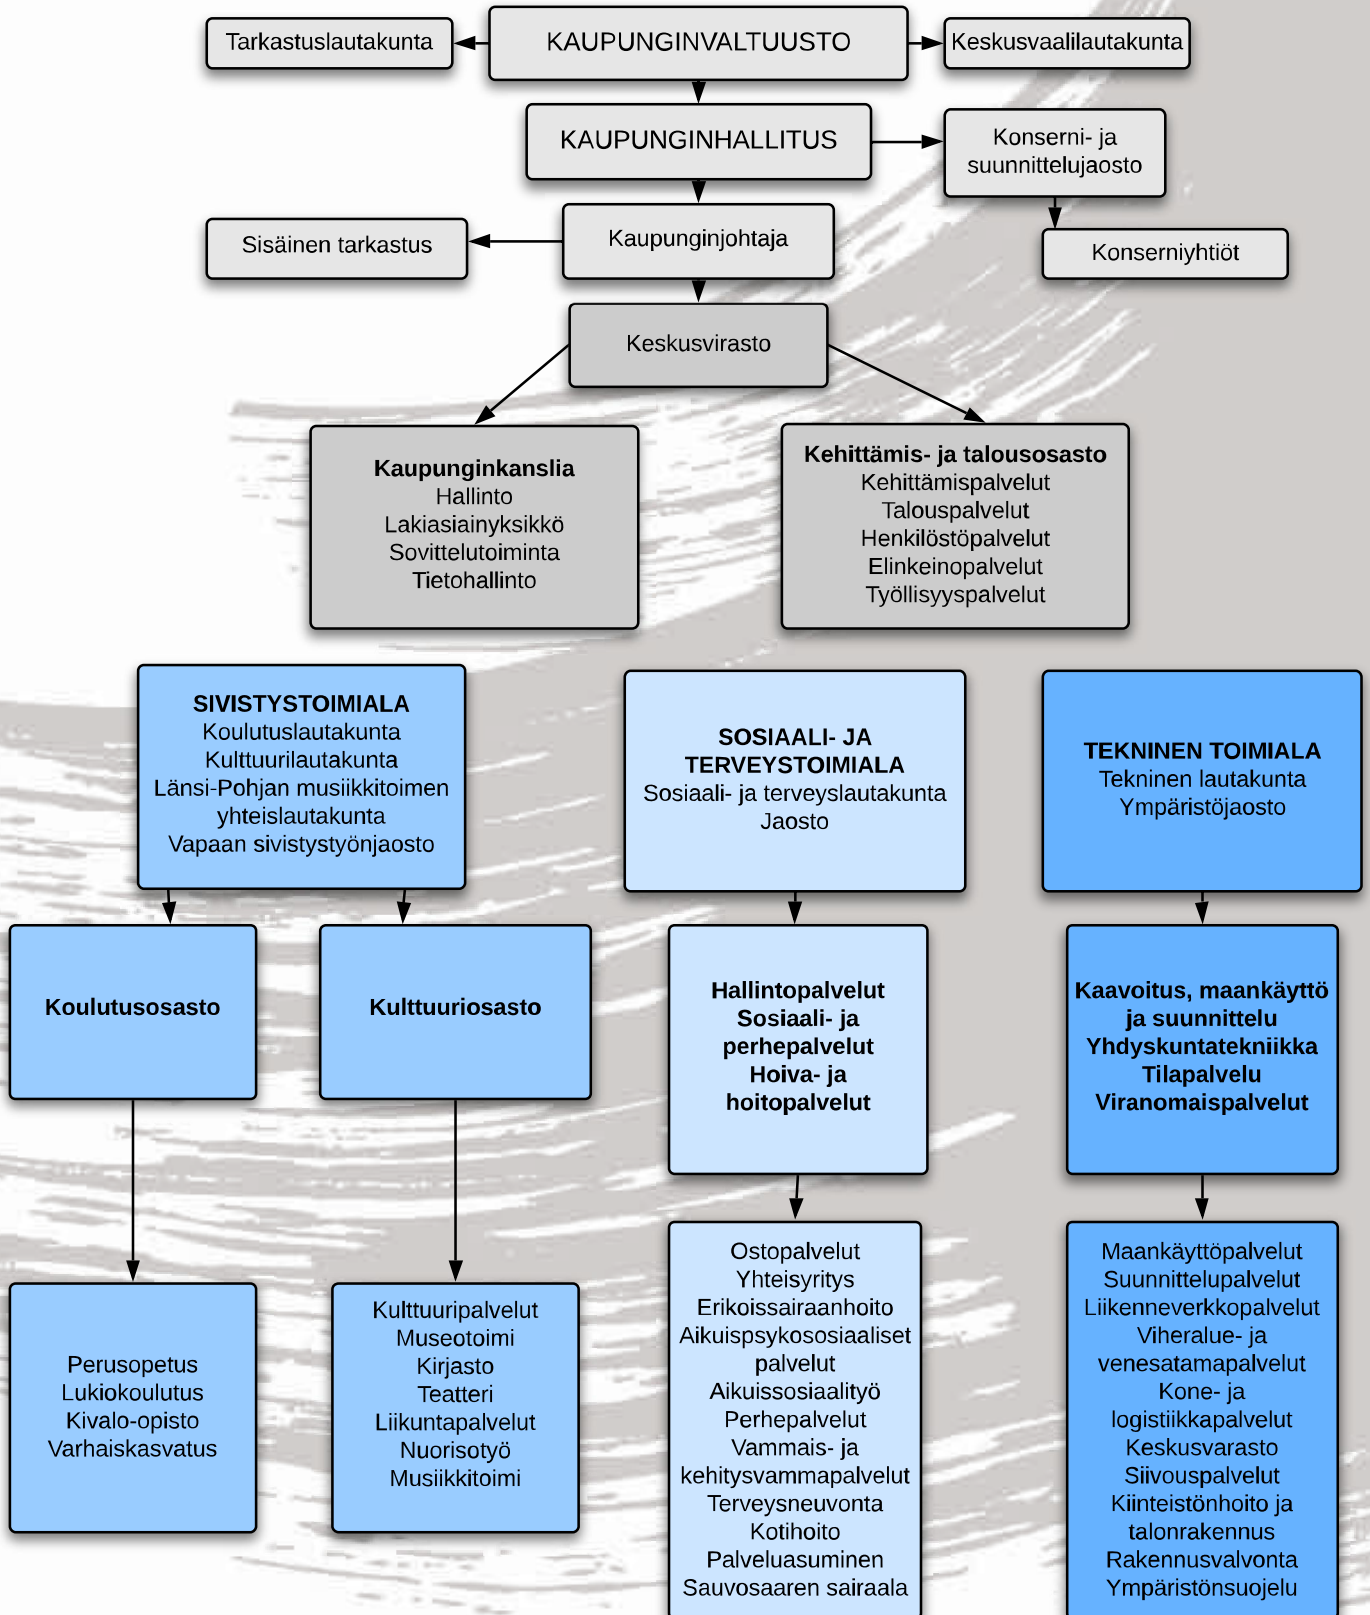 Tarkastuslautakunta
KAUPUNGINVALTUUSTO
Keskusvaalilautakunta
KAUPUNGINHALLITUS
Konserni- ja
suunnittelujaosto
Sisäinen tarkastus
Kaupunginjohtaja
Konserniyhtiöt
Keskusvirasto
Kaupunginkanslia
Hallinto
Lakiasiainyksikkö
Sovittelutoiminta
Tietohallinto
Kehittämis- ja talousosasto
Kehittämispalvelut
Talouspalvelut
Henkilöstöpalvelut
Elinkeinopalvelut
Työllisyyspalvelut
SIVISTYSTOIMIALA
Koulutuslautakunta
Kulttuurilautakunta
Länsi-Pohjan musiikkitoimen
yhteislautakunta
Vapaan sivistystyönjaosto
SOSIAALI- JA
TERVEYSTOIMIALA
Sosiaali- ja terveyslautakunta
Jaosto
TEKNINEN TOIMIALA
Tekninen lautakunta
Ympäristöjaosto
Koulutusosasto
Kulttuuriosasto
Hallintopalvelut
Sosiaali- ja
perhepalvelut
Hoiva- ja
hoitopalvelut
Kaavoitus, maankäyttö
ja suunnittelu
Yhdyskuntatekniikka
Tilapalvelu
Viranomaispalvelut
Perusopetus
Lukiokoulutus
Kivalo-opisto
Varhaiskasvatus
Kulttuuripalvelut
Museotoimi
Kirjasto
Teatteri
Liikuntapalvelut
Nuorisotyö
Musiikkitoimi
Ostopalvelut
Yhteisyritys
Erikoissairaanhoito
Aikuispsykososiaaliset
palvelut
Aikuissosiaalityö
Perhepalvelut
Vammais- ja
kehitysvammapalvelut
Terveysneuvonta
Kotihoito
Palveluasuminen
Sauvosaaren sairaala
Maankäyttöpalvelut
Suunnittelupalvelut
Liikenneverkkopalvelut
Viheralue- ja
venesatamapalvelut
Kone- ja
logistiikkapalvelut
Keskusvarasto
Siivouspalvelut
Kiinteistönhoito ja
talonrakennus
Rakennusvalvonta
Ympäristönsuojelu